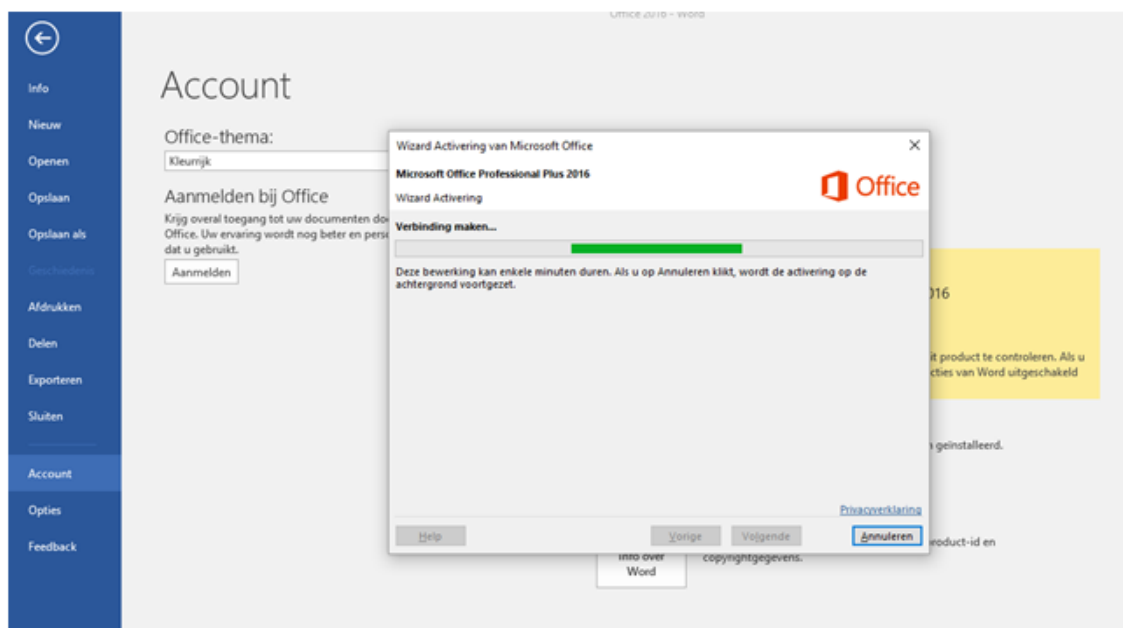 Office 2016 - Word
Info
Nieuw
Openen
Opslaan
Opslaan als
Geschiedenis
Afdrukken
Delen
Exporteren
Sluiten
Account
Opties
Feedback
Account
Office-thema:
Kleurrijk
Aanmelden bij Office
Krijg overal toegang tot uw documenten do
Office. Uw ervaring wordt nog beter en pers
dat u gebruikt.
Aanmelden
Wizard Activering van Microsoft Office
Microsoft Office Professional Plus 2016
Wizard Activering
Office
Verbinding maken...
Deze bewerking kan enkele minuten duren. Als u op Annuleren klikt, wordt de activering op de
achtergrond voortgezet.
Privacyverklaring
Help
Vorige
Volgende
Annuleren
016
it product te controleren. Als u
cties van Word uitgeschakeld
n geïnstalleerd.
roduct-id en
copyrightgegevens.
Info over
Word